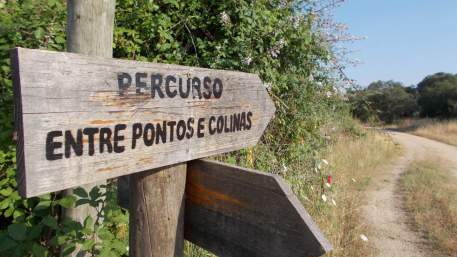 PERCURSO
ENTRE PONTOS E COLINAS